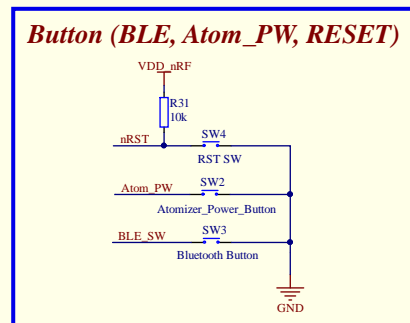 Button (BLE, Atom_PW, RESET)
VDD_nRF
R31
10k
nRST
SW4
RST SW
Atom_PW
SW2
Atomizer_Power_Button
BLE_SW
SW3
Bluetooth Button
GND